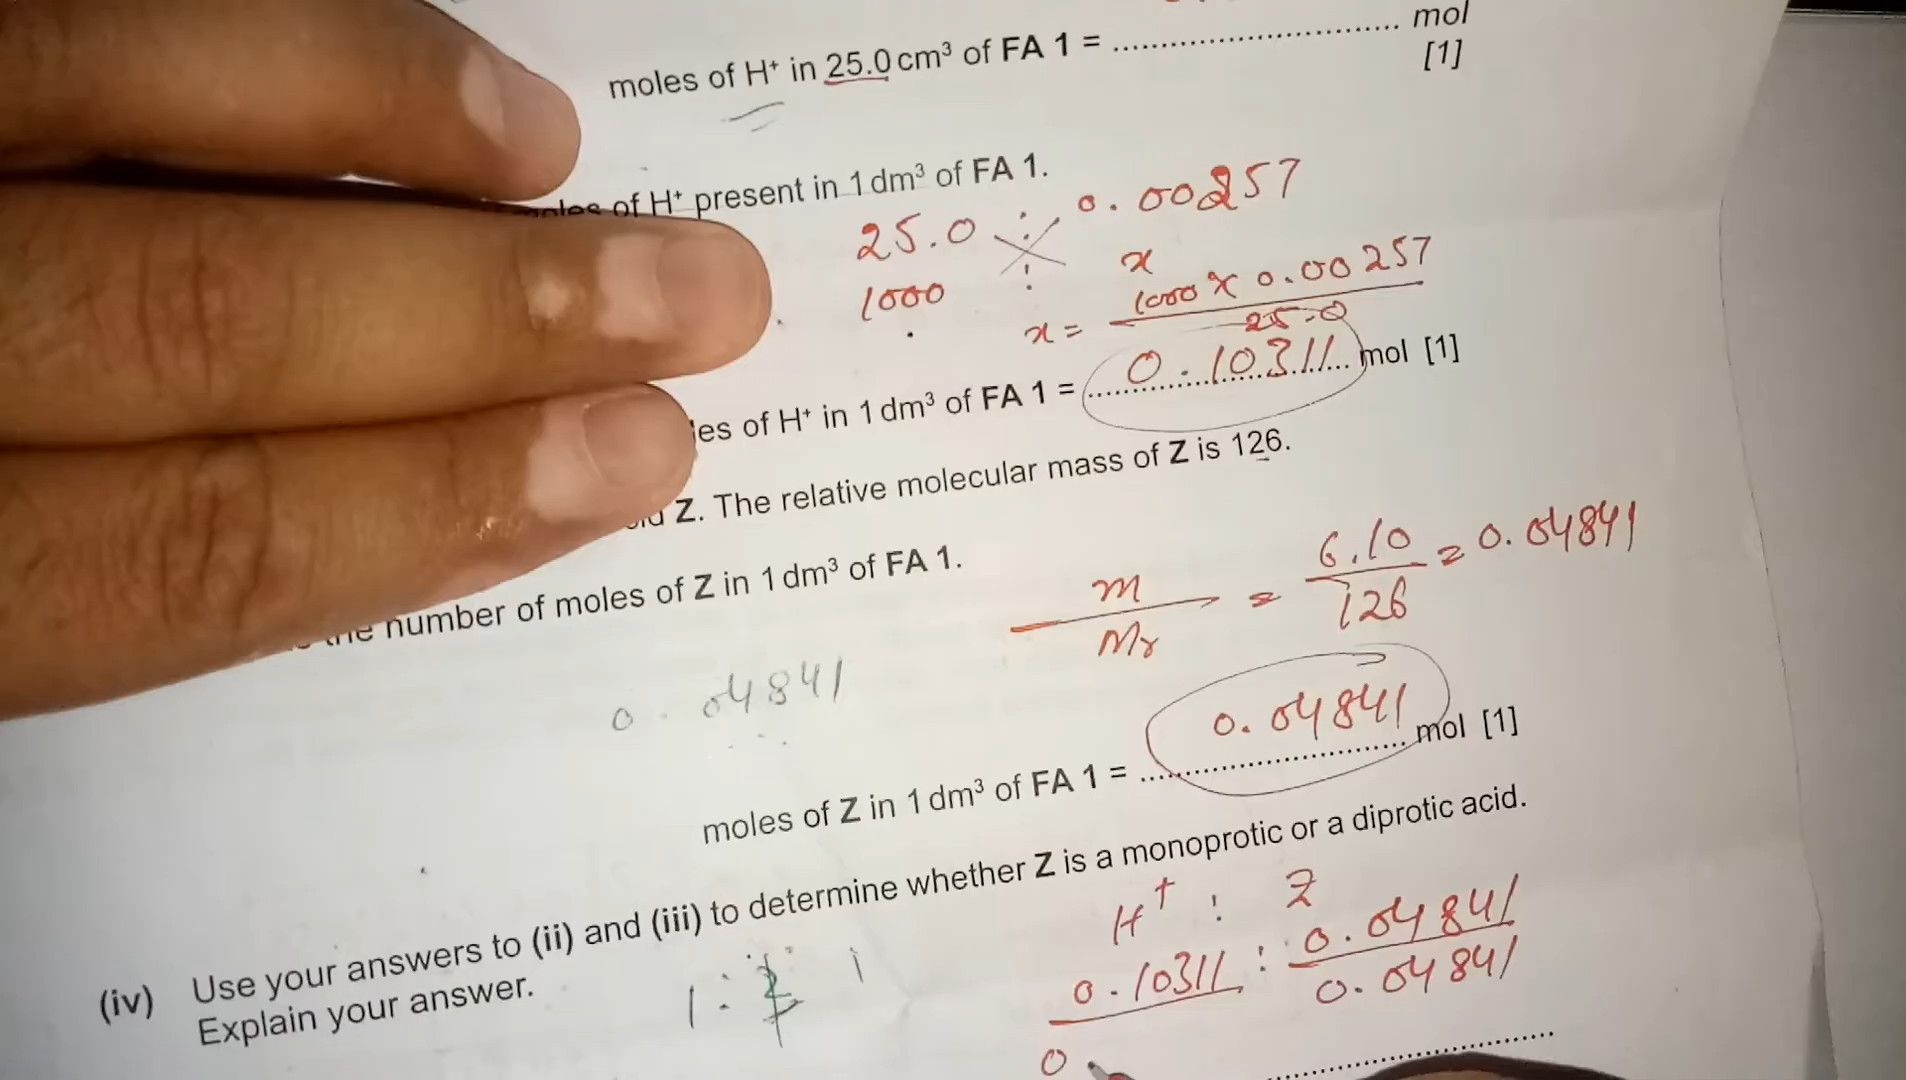 mol
moles of H⁺ in 25.0 cm³ of FA 1 = ........................................
[1]
of H⁺ present in 1 dm³ of FA 1.
25.0 : 0.00257
1000 : x
x = 1000 x 0.00257
25.0
les of H⁺ in 1 dm³ of FA 1 = 0.10311 mol [1]
Z. The relative molecular mass of Z is 126.
number of moles of Z in 1 dm³ of FA 1.
m = 6.10 = 0.04841
Mr 126
0.04841
0.04841
moles of Z in 1 dm³ of FA 1 = ........................................ mol [1]
(iv) Use your answers to (ii) and (iii) to determine whether Z is a monoprotic or a diprotic acid.
Explain your answer.
H⁺ : Z
0.10311 : 0.04841
0.04841
0
1 :
1